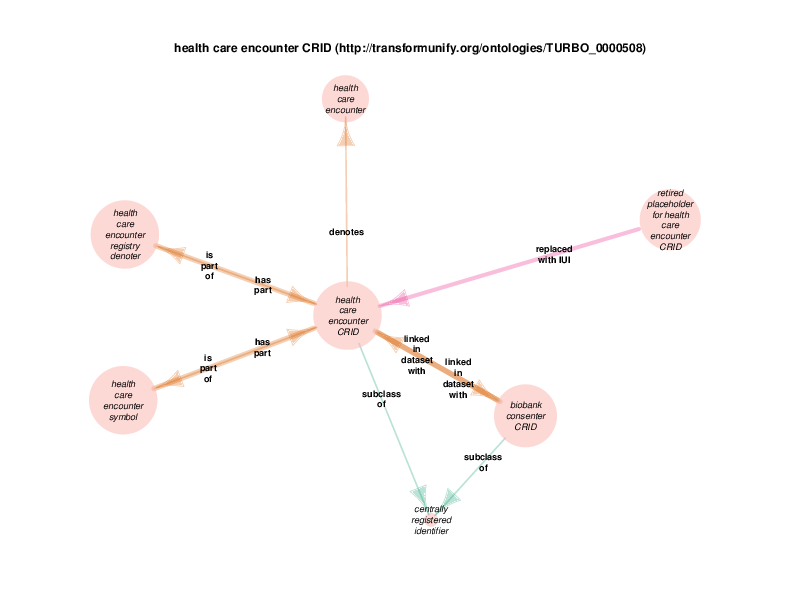 health care encounter CRID (http://transformunify.org/ontologies/TURBO_0000508)
health
care
encounter
retired
placeholder
for health
care
encounter
CRID
health
care
encounter
registry
denoter
denotes
replaced
with IUI
is
part
of
has
part
health
care
encounter
CRID
has
part
is
part
of
linked
in
dataset
with
linked
in
dataset
with
health
care
encounter
symbol
subclass
of
biobank
consenter
CRID
subclass
of
centrally
registered
identifier